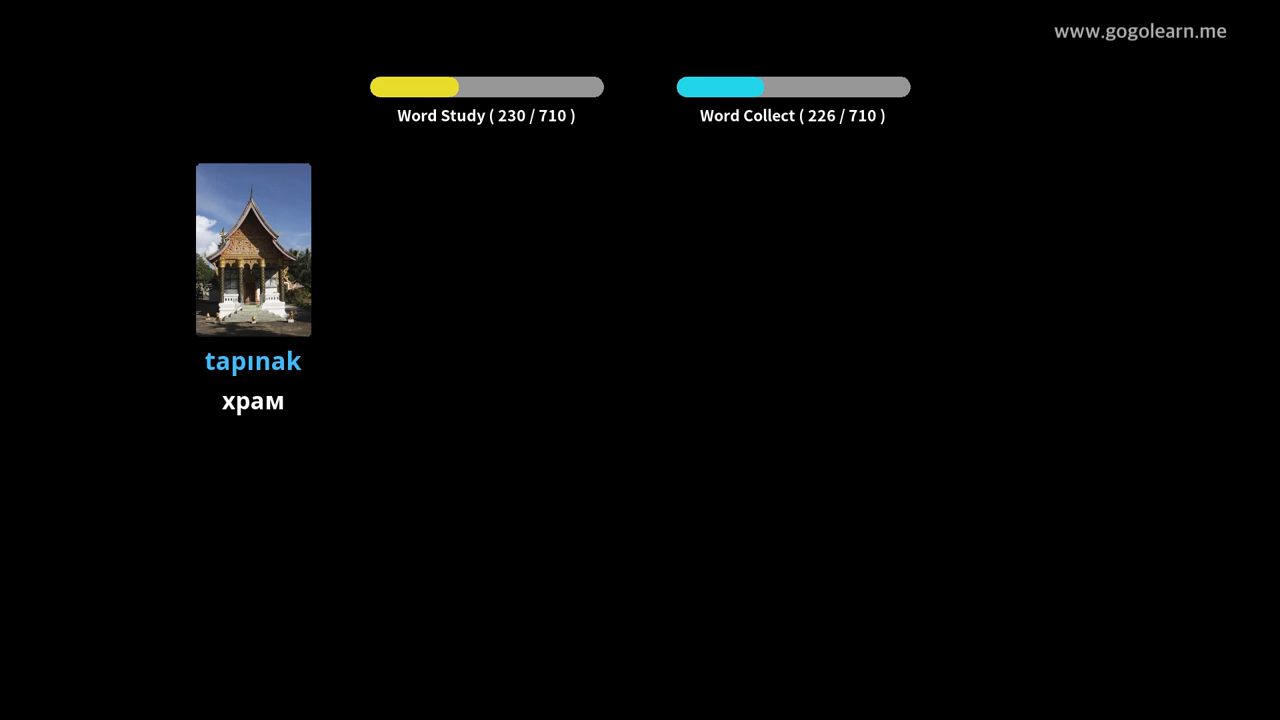 www.gogolearn.me
Word Study ( 230 / 710 )
Word Collect ( 226 / 710 )
tapınak
храм